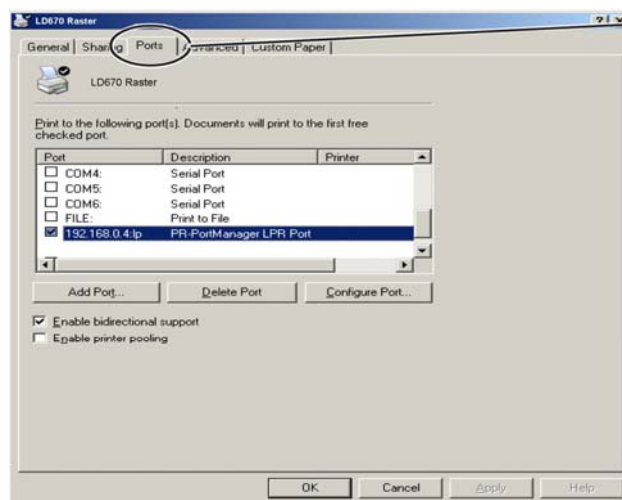 LD670 Raster
General Sharing Ports Advanced Custom Paper
LD670 Raster
Print to the following port(s). Documents will print to the first free
checked port.
Port Description Printer
COM4: Serial Port
COM5: Serial Port
COM6: Serial Port
FILE: Print to File
192.168.0.4:lp PR-PortManager LPR Port
Add Port... Delete Port Configure Port...
Enable bidirectional support
Enable printer pooling
OK Cancel Apply Help